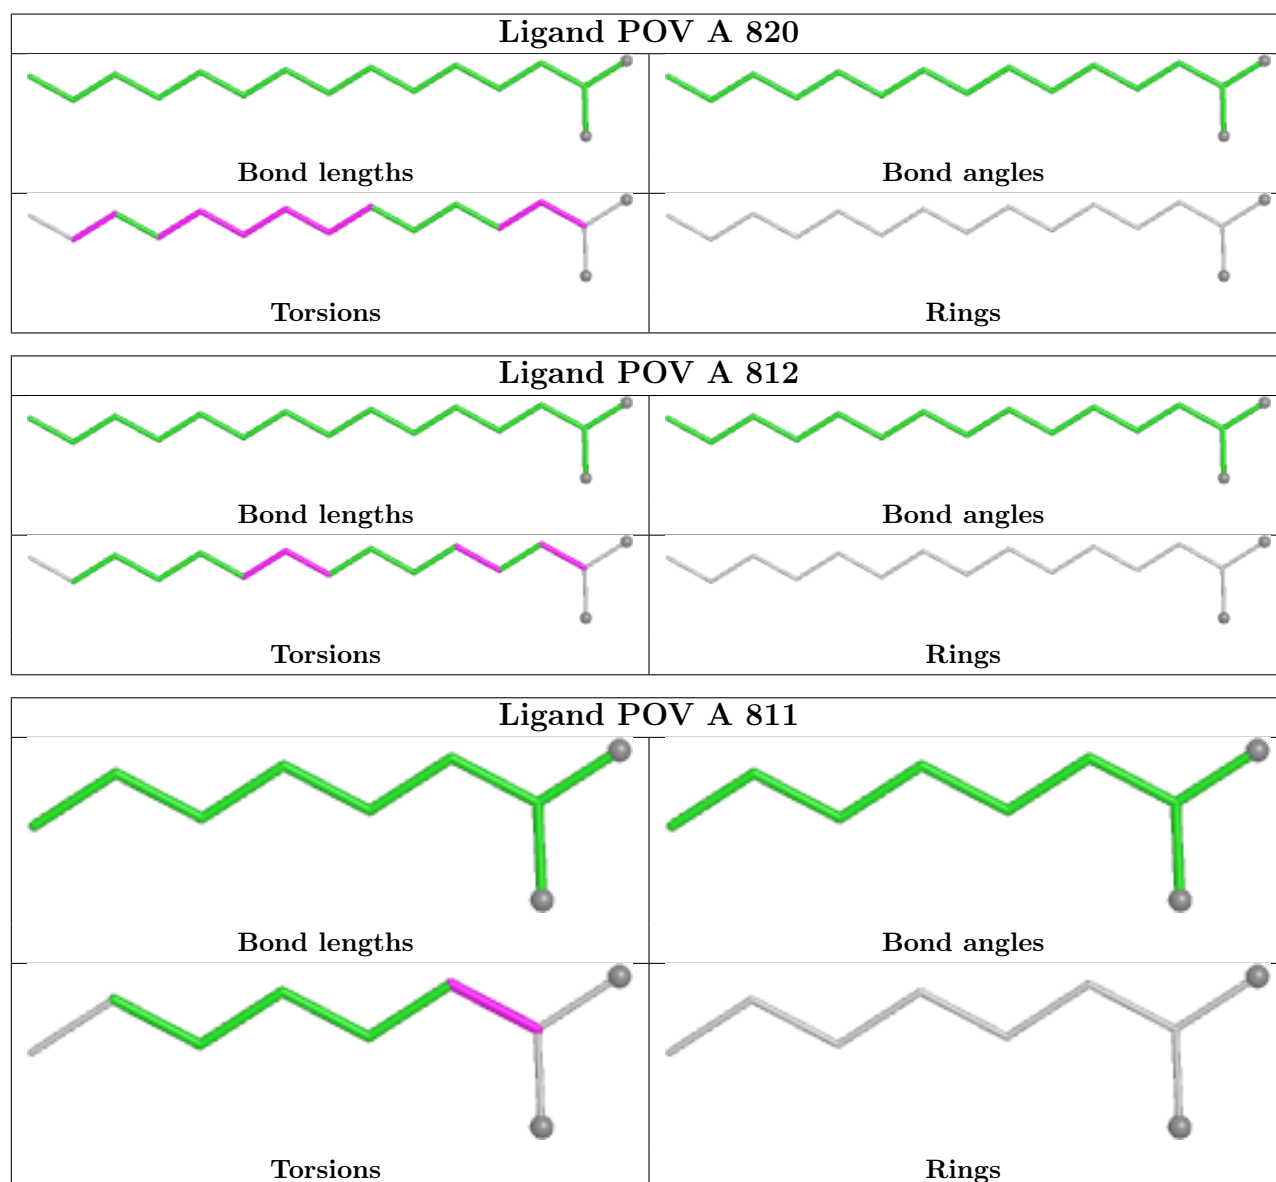 Ligand POV A 820
Bond lengths
Bond angles
Torsions
Rings
Ligand POV A 812
Bond lengths
Bond angles
Torsions
Rings
Ligand POV A 811
Bond lengths
Bond angles
Torsions
Rings